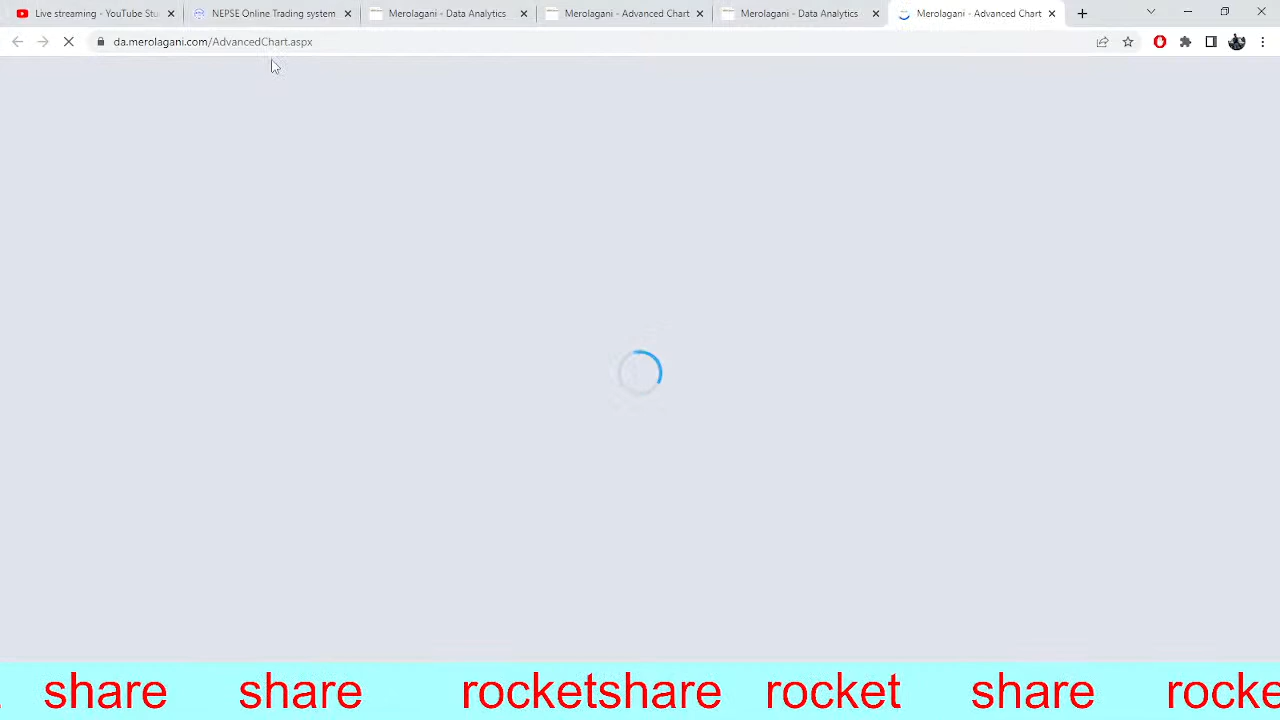 Live streaming - YouTube Stu
NEPSE Online Trading system
Merolagani - Data Analytics
Merolagani - Advanced Chart
Merolagani - Data Analytics
Merolagani - Advanced Chart
da.merolagani.com/AdvancedChart.aspx
share share rocketshare rocket share rocke